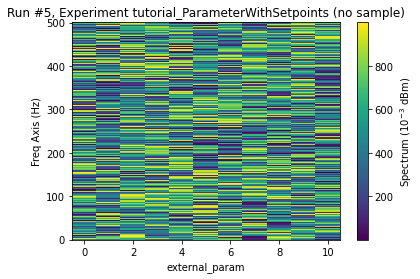 Run #5, Experiment tutorial_ParameterWithSetpoints (no sample)
500
400
300
200
100
0
Freq Axis (Hz)
0 2 4 6 8 10
external_param
800
600
400
200
Spectrum (10⁻³ dBm)